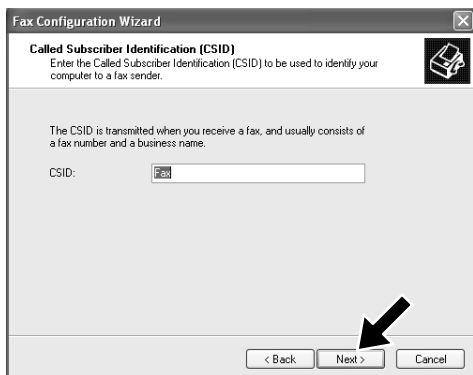 Fax Configuration Wizard
Called Subscriber Identification (CSID)
Enter the Called Subscriber Identification (CSID) to be used to identify your
computer to a fax sender.
The CSID is transmitted when you receive a fax, and usually consists of
a fax number and a business name.
CSID:
Fax
< Back
Next >
Cancel